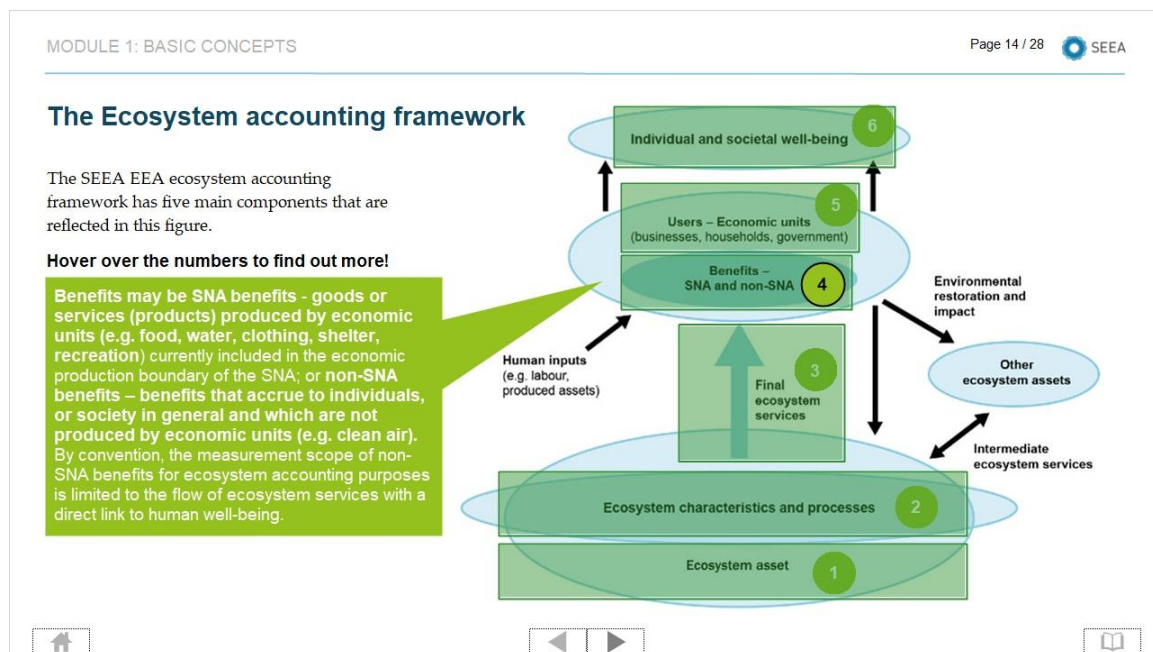 MODULE 1: BASIC CONCEPTS
Page 14 / 28
SEEA
The Ecosystem accounting framework
The SEEA EEA ecosystem accounting
framework has five main components that are
reflected in this figure.
Hover over the numbers to find out more!
Benefits may be SNA benefits - goods or
services (products) produced by economic
units (e.g. food, water, clothing, shelter,
recreation) currently included in the economic
production boundary of the SNA; or non-SNA
benefits – benefits that accrue to individuals,
or society in general and which are not
produced by economic units (e.g. clean air).
By convention, the measurement scope of non-
SNA benefits for ecosystem accounting purposes
is limited to the flow of ecosystem services with a
direct link to human well-being.
Individual and societal well-being
6
5
Users – Economic units
(businesses, households, government)
Benefits –
SNA and non-SNA
4
Environmental
restoration and
impact
Human inputs
(e.g. labour,
produced assets)
3
Final
ecosystem
services
Other
ecosystem assets
Intermediate
ecosystem services
Ecosystem characteristics and processes
2
Ecosystem asset
1